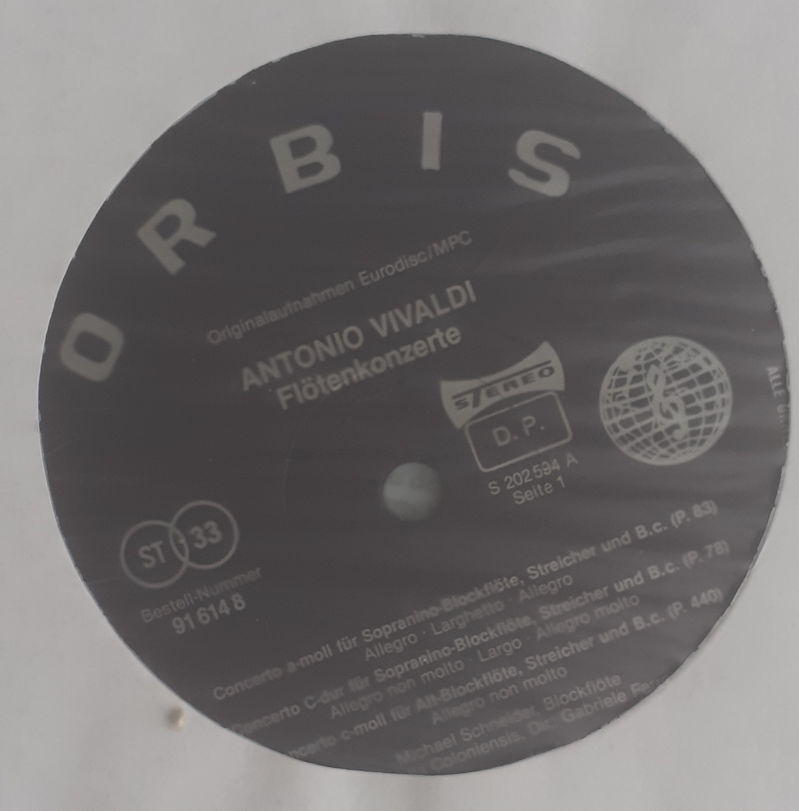 ORBIS
Originalaufnahmen Eurodisc/MPC
ANTONIO VIVALDI
Flötenkonzerte
STEREO
D.P.
S 202 594 A
Seite 1
ST 33
Bestell-Nummer
91 614 8
ALLE
Concerto a-moll für Sopranino-Blockflöte, Streicher und B.c. (P. 83)
Allegro · Larghetto · Allegro
Concerto C-dur für Sopranino-Blockflöte, Streicher und B.c. (P. 78)
Allegro non molto · Largo · Allegro molto
ncerto c-moll für Alt-Blockflöte, Streicher und B.c. (P. 440)
Allegro non molto
Michael Schneider, Blockflöte
Coloniensis, Dir. Gabriele